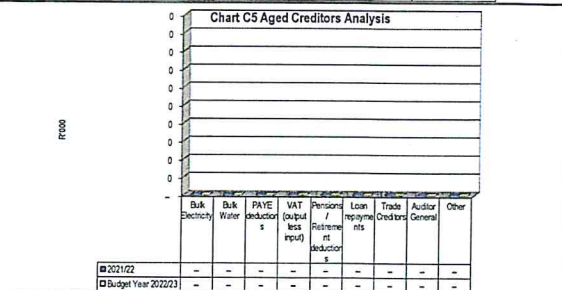 Chart C5 Aged Creditors Analysis
0
0
0
0
0
0
0
0
0
0
–
R'000
Bulk Electricity
Bulk Water
PAYE deductions
VAT (output less input)
Pensions / Retirement deductions
Loan repayments
Trade Creditors
Auditor General
Other
2021/22 – – – – – – – – –
Budget Year 2022/23 – – – – – – – – –